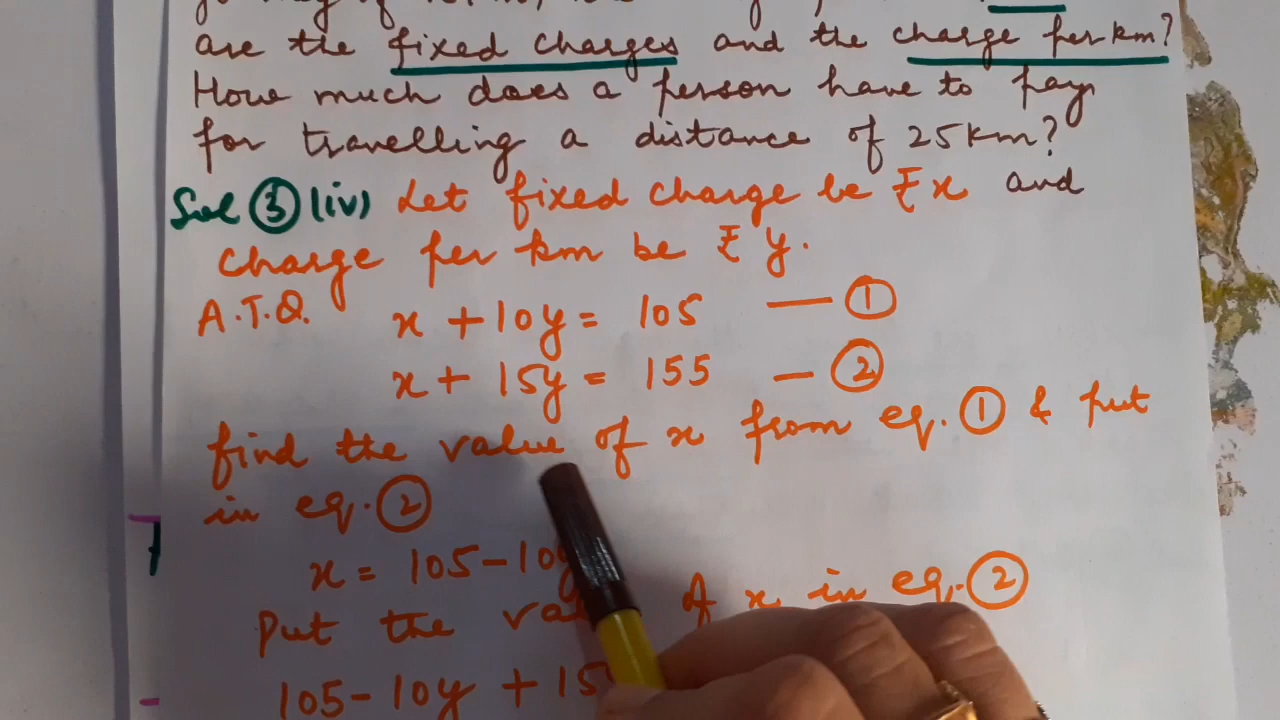 are the fixed charges and the charge per km?
How much does a person have to pay
for travelling a distance of 25km?
Sol ③ (iv) Let fixed charge be ₹ x and
charge per km be ₹ y.
A.T.Q. x + 10y = 105 — ①
x + 15y = 155 — ②
find the value of x from eq. ① & put
in eq. ②
x = 105 - 10y
Put the of x in eq. ②
105 - 10y + 15